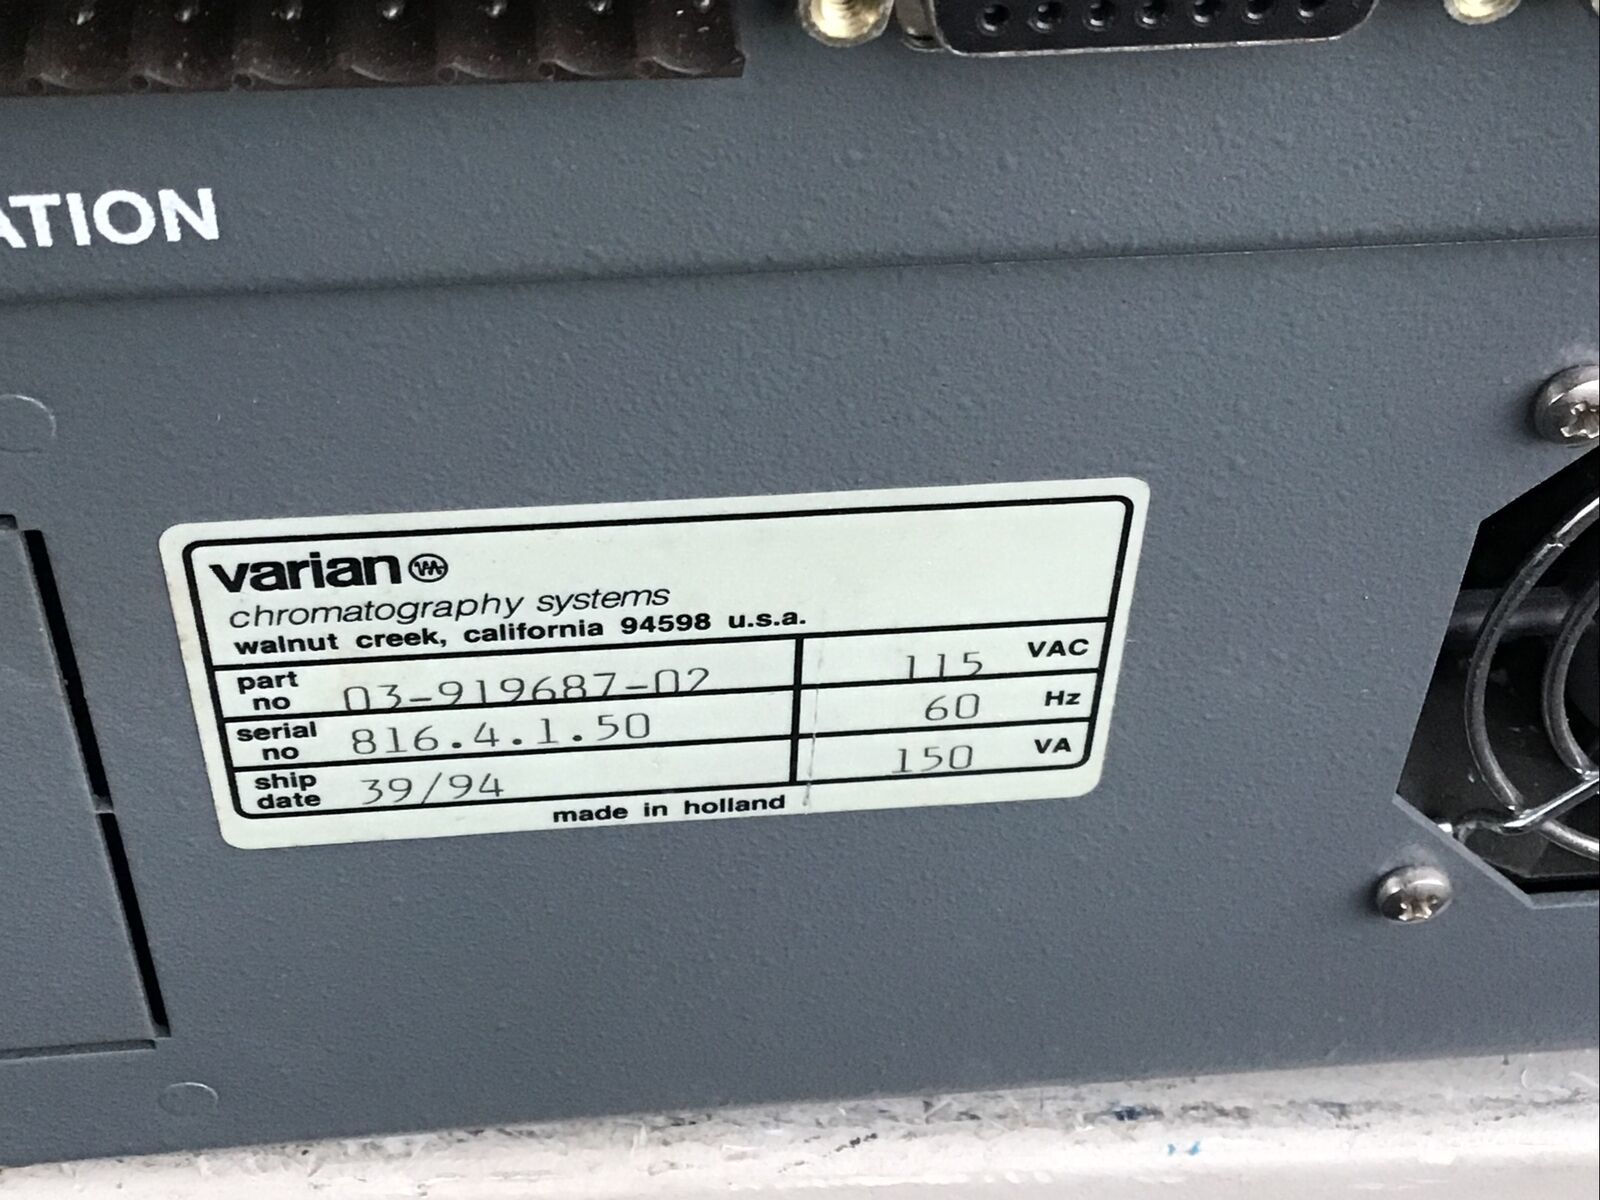 ATION
varian
chromatography systems
walnut creek, california 94598 u.s.a.
part no 03-919687-02 115 VAC
serial no 816.4.1.50 60 Hz
ship date 39/94 150 VA
made in holland